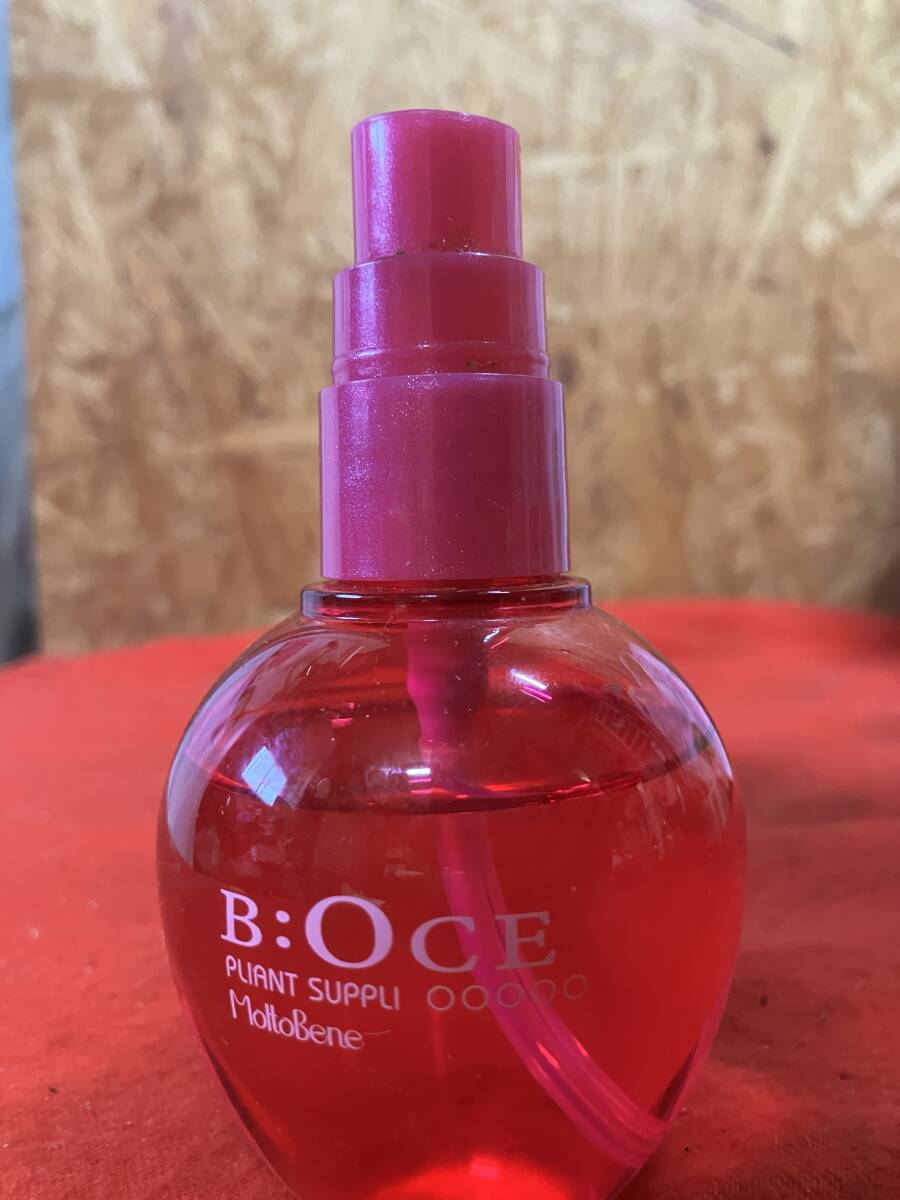 B:OCE
PLIANT SUPPLI ○○○○○
MoltoBene